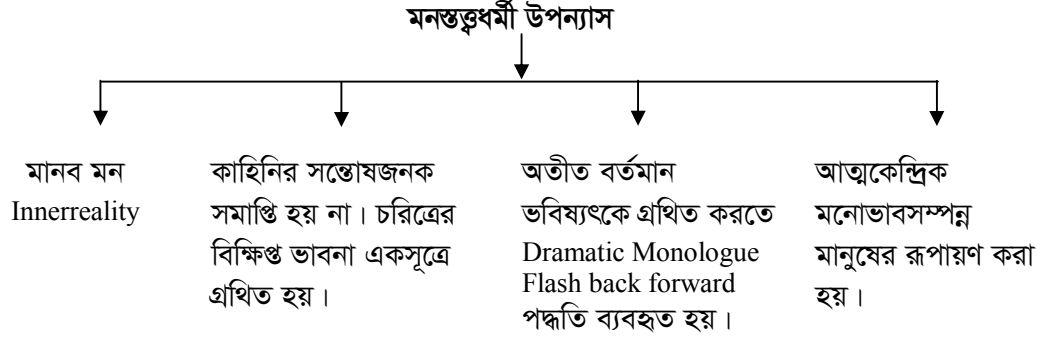 মনস্তত্ত্বধর্মী উপন্যাস
মানব মন
Innerreality
কাহিনির সন্তোষজনক
সমাপ্তি হয় না। চরিত্রের
বিক্ষিপ্ত ভাবনা একসূত্রে
গ্রথিত হয়।
অতীত বর্তমান
ভবিষ্যৎকে গ্রথিত করতে
Dramatic Monologue
Flash back forward
পদ্ধতি ব্যবহৃত হয়।
আত্মকেন্দ্রিক
মনোভাবসম্পন্ন
মানুষের রূপায়ণ করা
হয়।